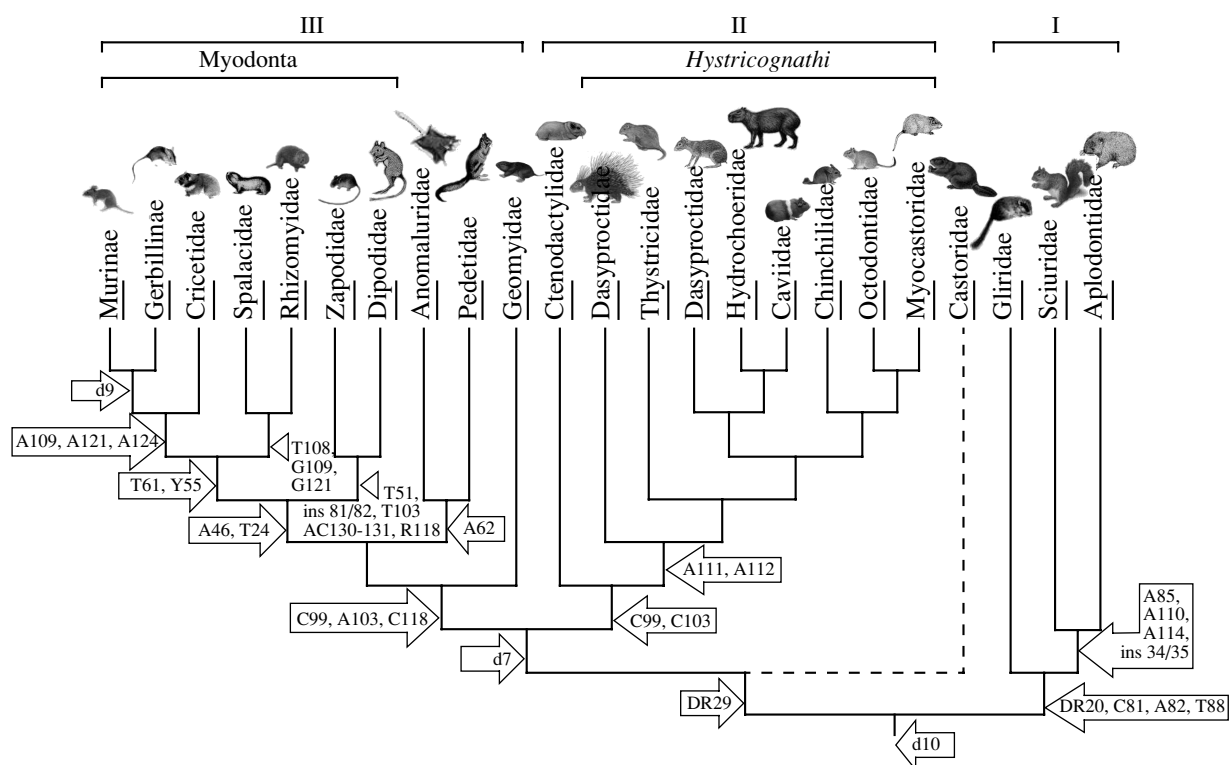 III
II
I
Myodonta
Hystricognathi
Murinae
Gerbillinae
Cricetidae
Spalacidae
Rhizomyidae
Zapodidae
Dipodidae
Anomaluridae
Pedetidae
Geomyidae
Ctenodactylidae
Dasyproctidae
Thystricidae
Dasyproctidae
Hydrochoeridae
Caviidae
Chinchilidae
Octodontidae
Myocastoridae
Castoridae
Gliridae
Sciuridae
Aplodontidae
d9
A109, A121, A124
T108,
G109,
G121
T61, Y55
T51,
ins 81/82, T103
AC130-131, R118
A46, T24
A62
A111, A112
C99, A103, C118
C99, C103
A85,
A110,
A114,
ins 34/35
d7
DR29
DR20, C81, A82, T88
d10